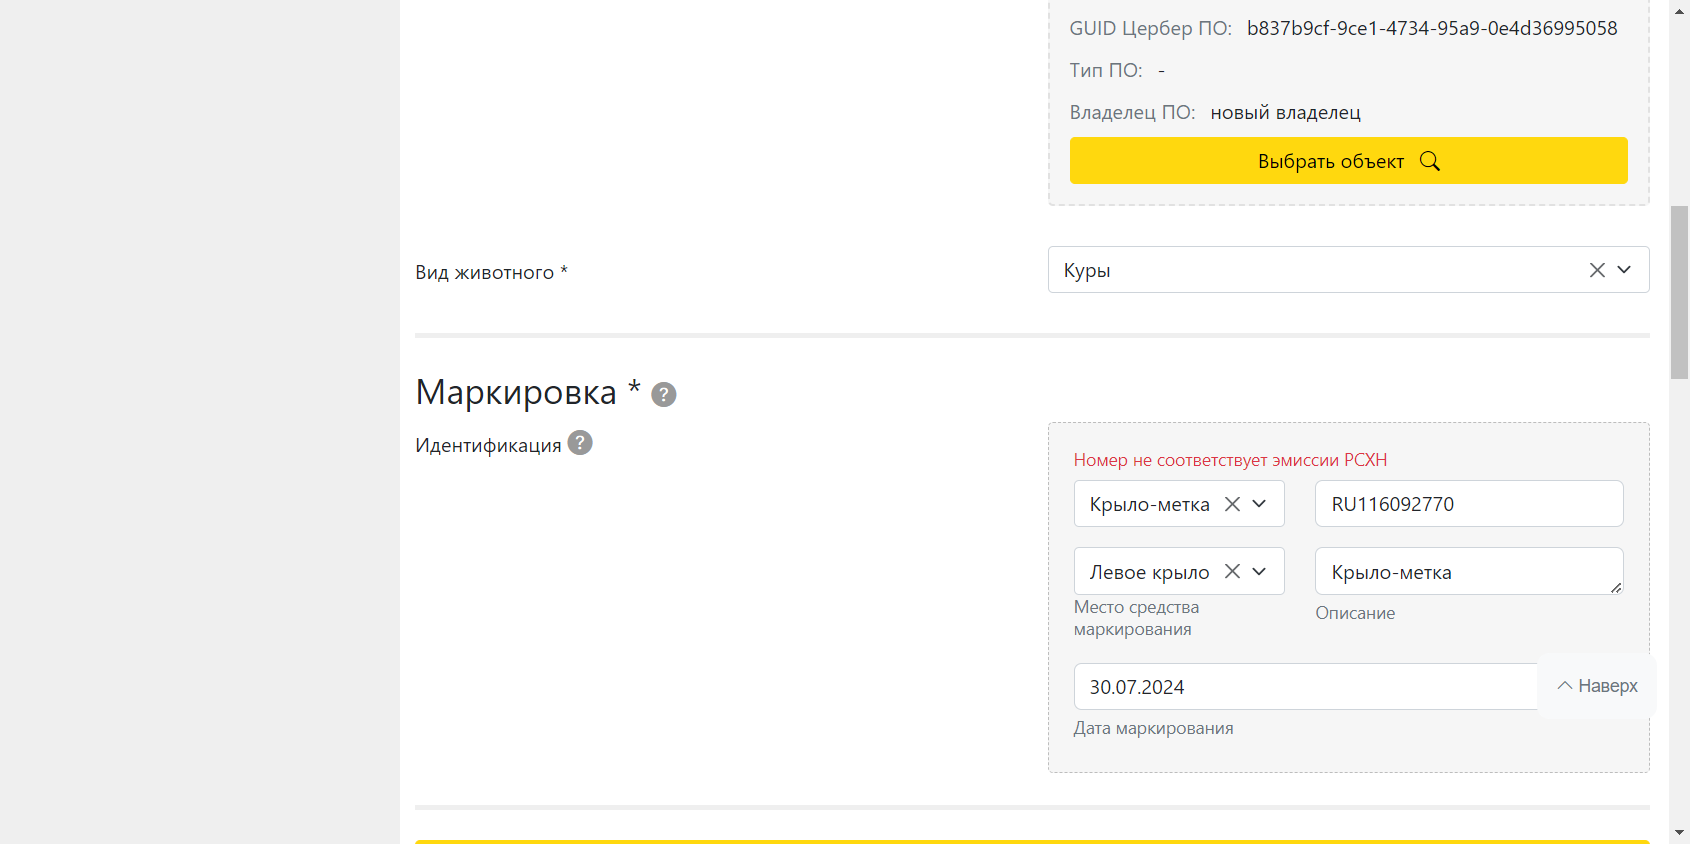 GUID Цербер ПО: b837b9cf-9ce1-4734-95a9-0e4d36995058
Тип ПО: -
Владелец ПО: новый владелец
Выбрать объект
Вид животного *
Куры
Маркировка * ?
Идентификация ?
Номер не соответствует эмиссии РСХН
Крыло-метка
RU116092770
Левое крыло
Крыло-метка
Место средства
маркирования
Описание
30.07.2024
Наверх
Дата маркирования